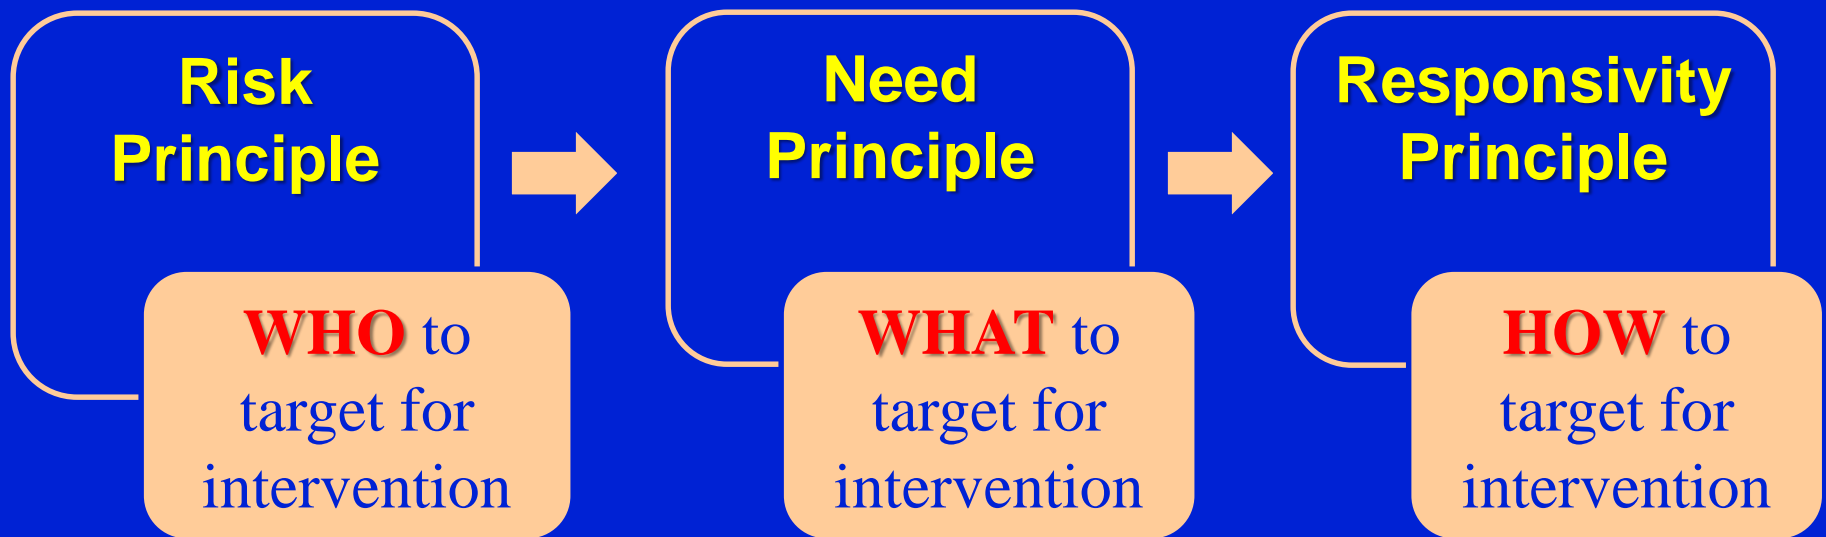 Risk
Principle
WHO to
target for
intervention
Need
Principle
WHAT to
target for
intervention
Responsivity
Principle
HOW to
target for
intervention